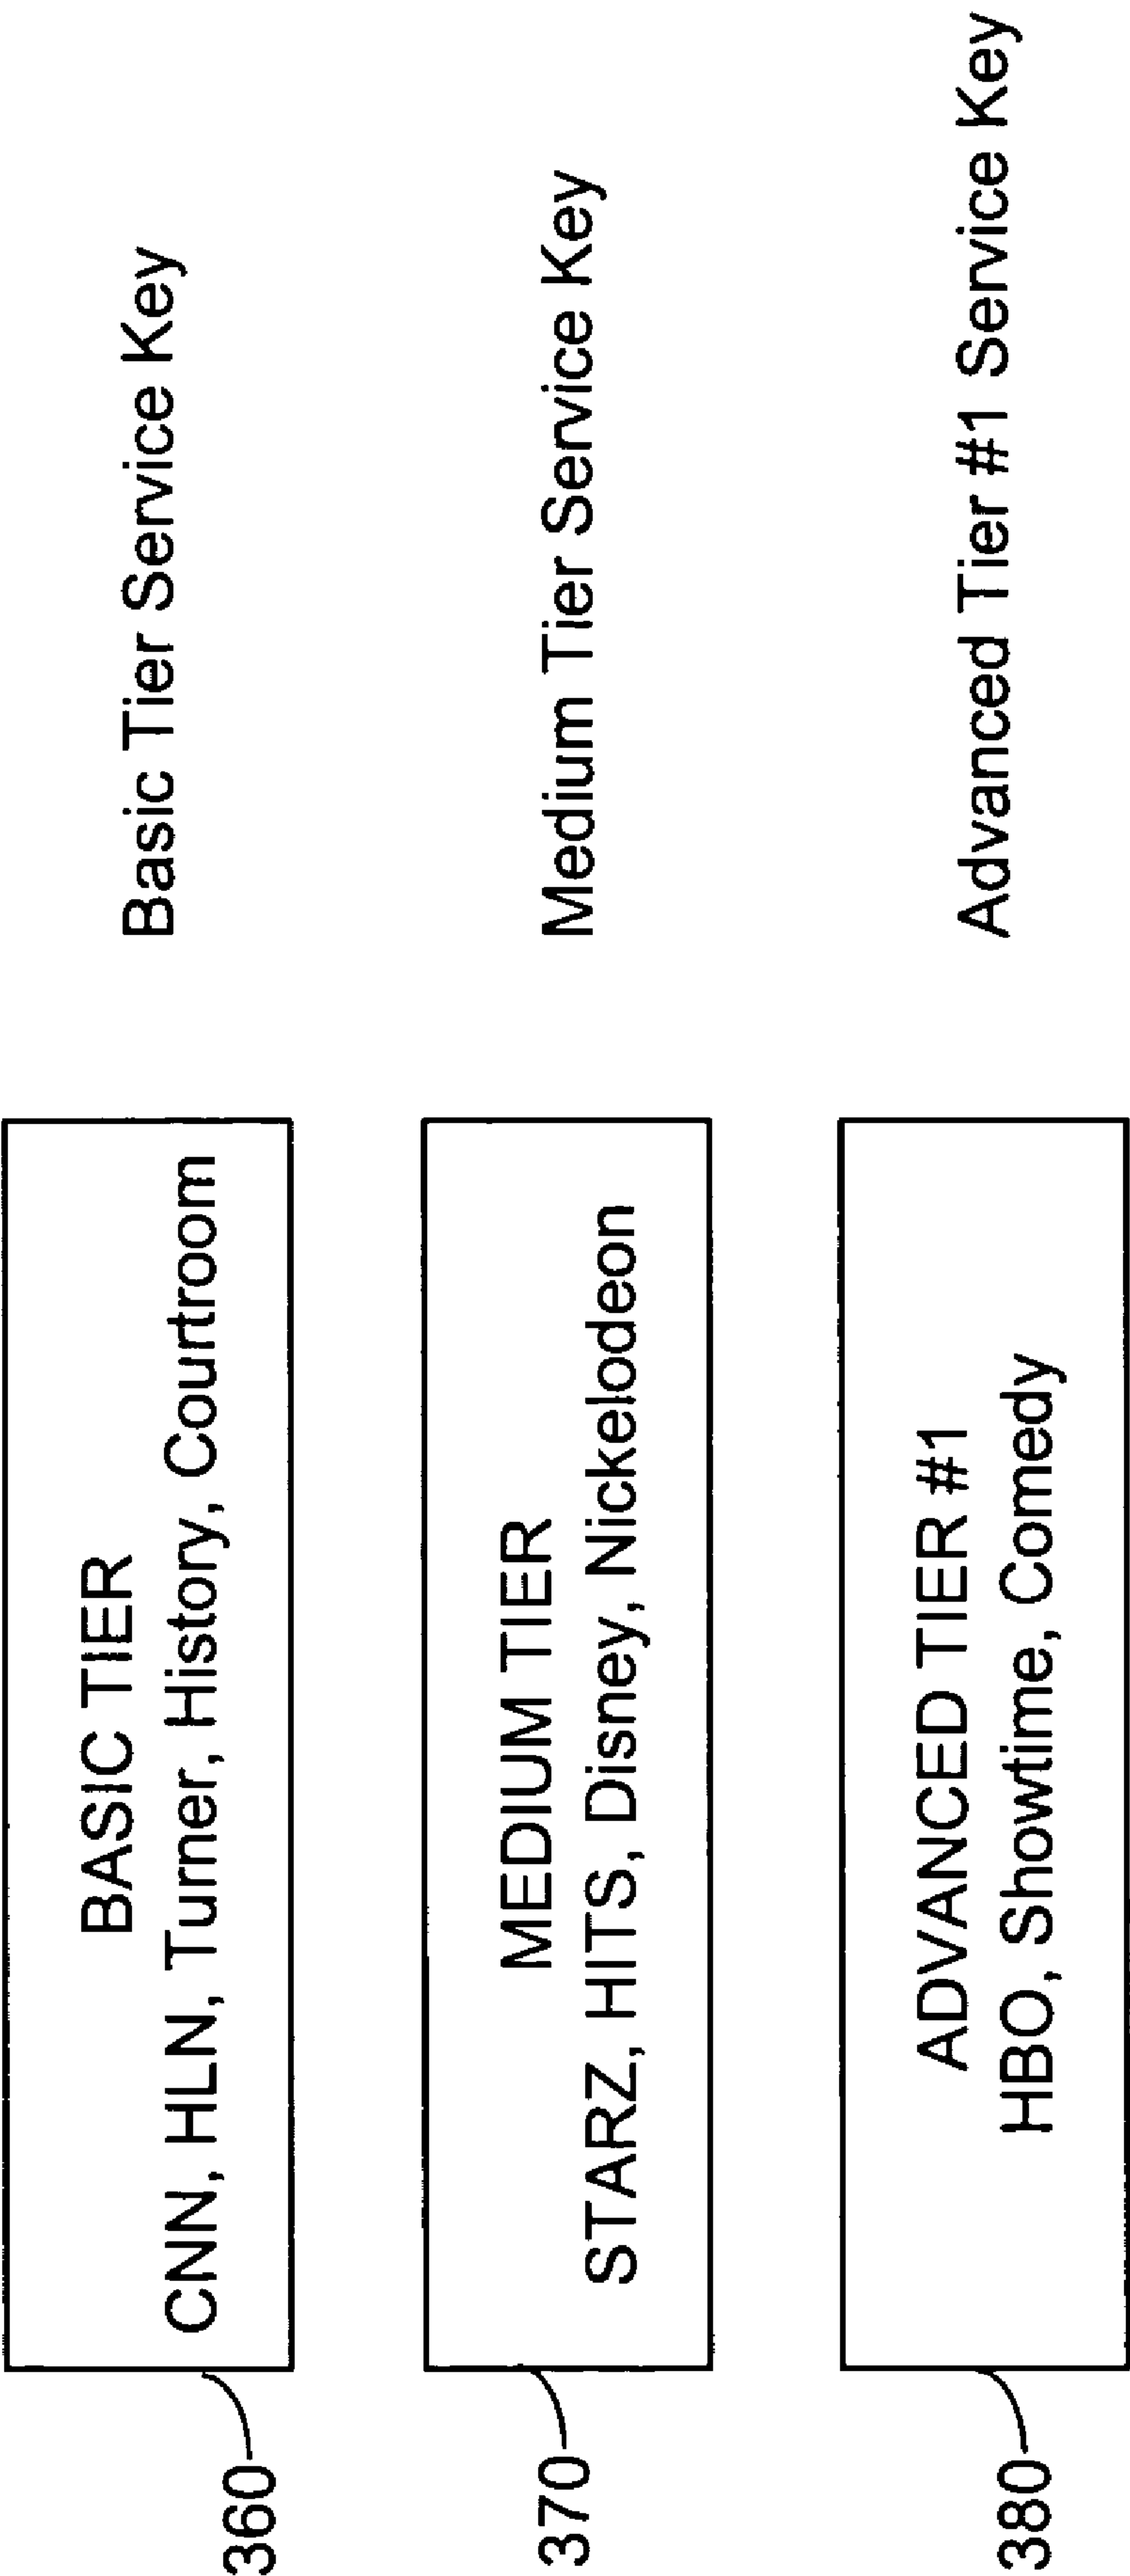 360
BASIC TIER
CNN, HLN, Turner, History, Courtroom
Basic Tier Service Key
370
MEDIUM TIER
STARZ, HITS, Disney, Nickelodeon
Medium Tier Service Key
380
ADVANCED TIER #1
HBO, Showtime, Comedy
Advanced Tier #1 Service Key